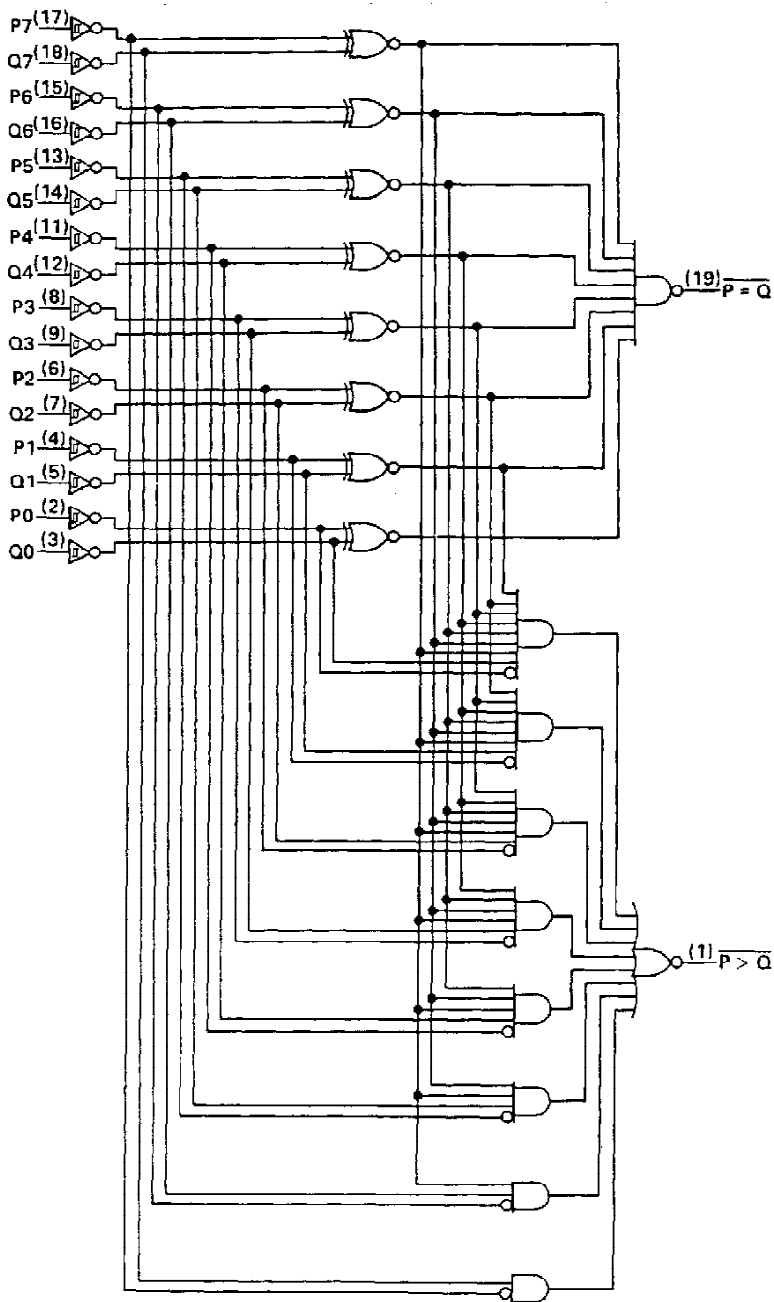 P7 (17)
Q7 (18)
P6 (15)
Q6 (16)
P5 (13)
Q5 (14)
P4 (11)
Q4 (12)
P3 (8)
Q3 (9)
P2 (6)
Q2 (7)
P1 (4)
Q1 (5)
P0 (2)
Q0 (3)
(19) P = Q
(1) P > Q